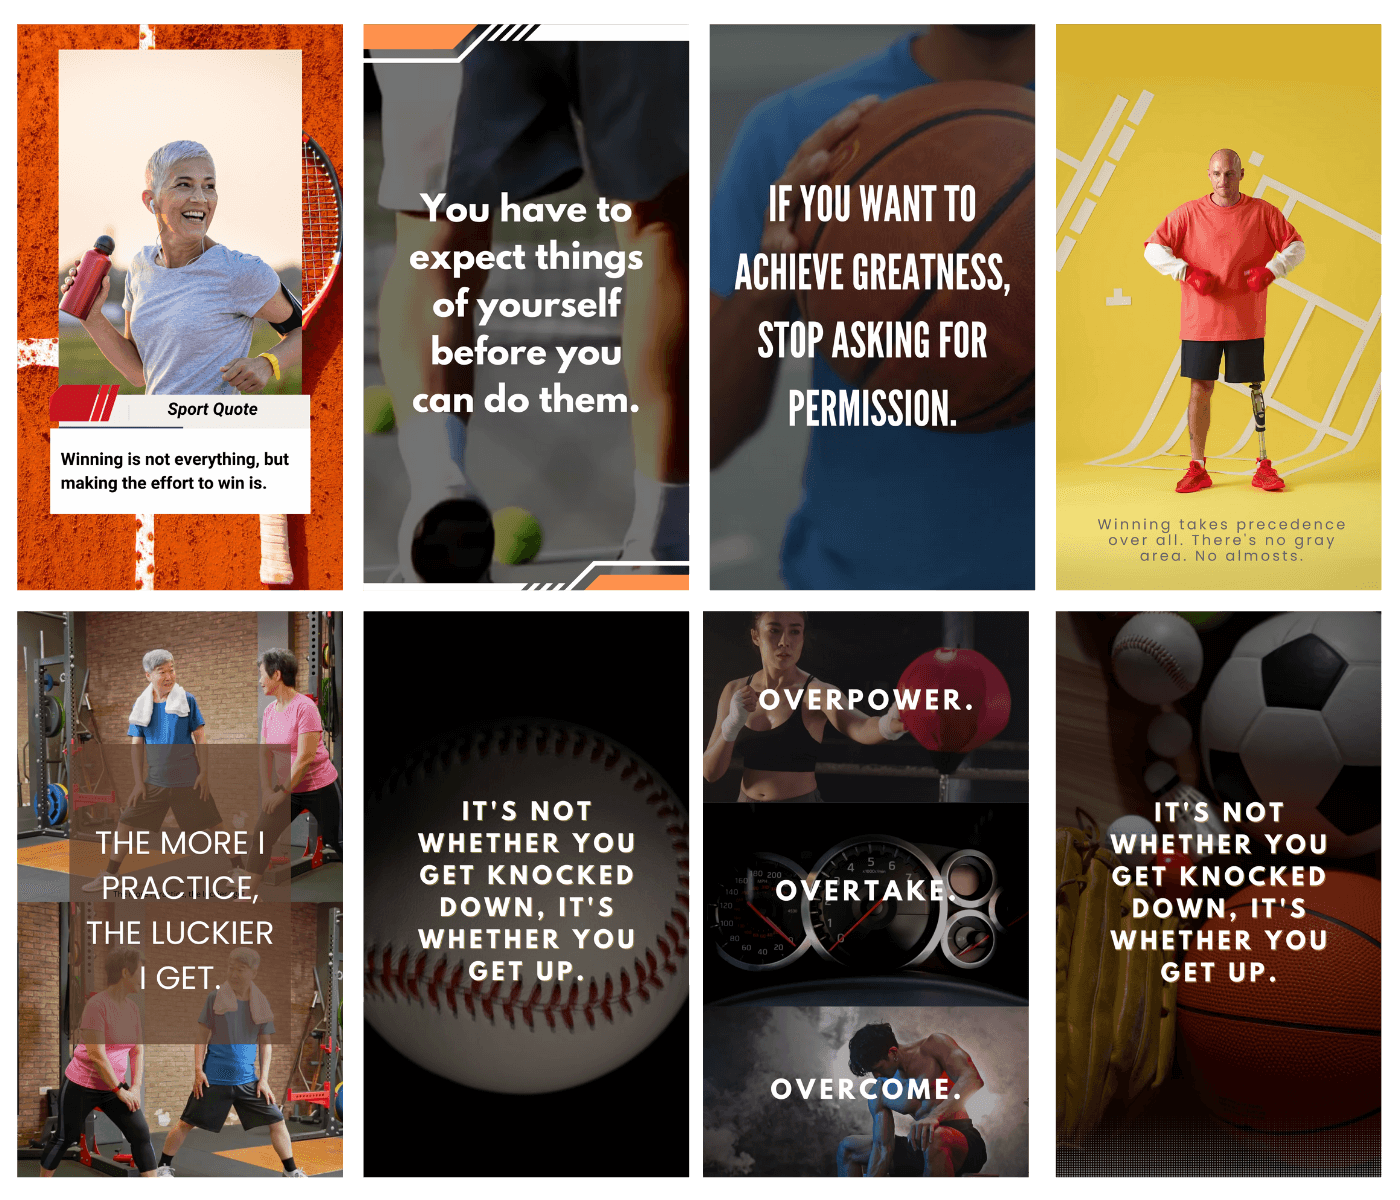 Sport Quote
Winning is not everything, but
making the effort to win is.
You have to
expect things
of yourself
before you
can do them.
IF YOU WANT TO
ACHIEVE GREATNESS,
STOP ASKING FOR
PERMISSION.
Winning takes precedence
over all. There's no gray
area. No almosts.
THE MORE I
PRACTICE,
THE LUCKIER
I GET.
IT'S NOT
WHETHER YOU
GET KNOCKED
DOWN, IT'S
WHETHER YOU
GET UP.
OVERPOWER.
OVERTAKE.
OVERCOME.
IT'S NOT
WHETHER YOU
GET KNOCKED
DOWN, IT'S
WHETHER YOU
GET UP.